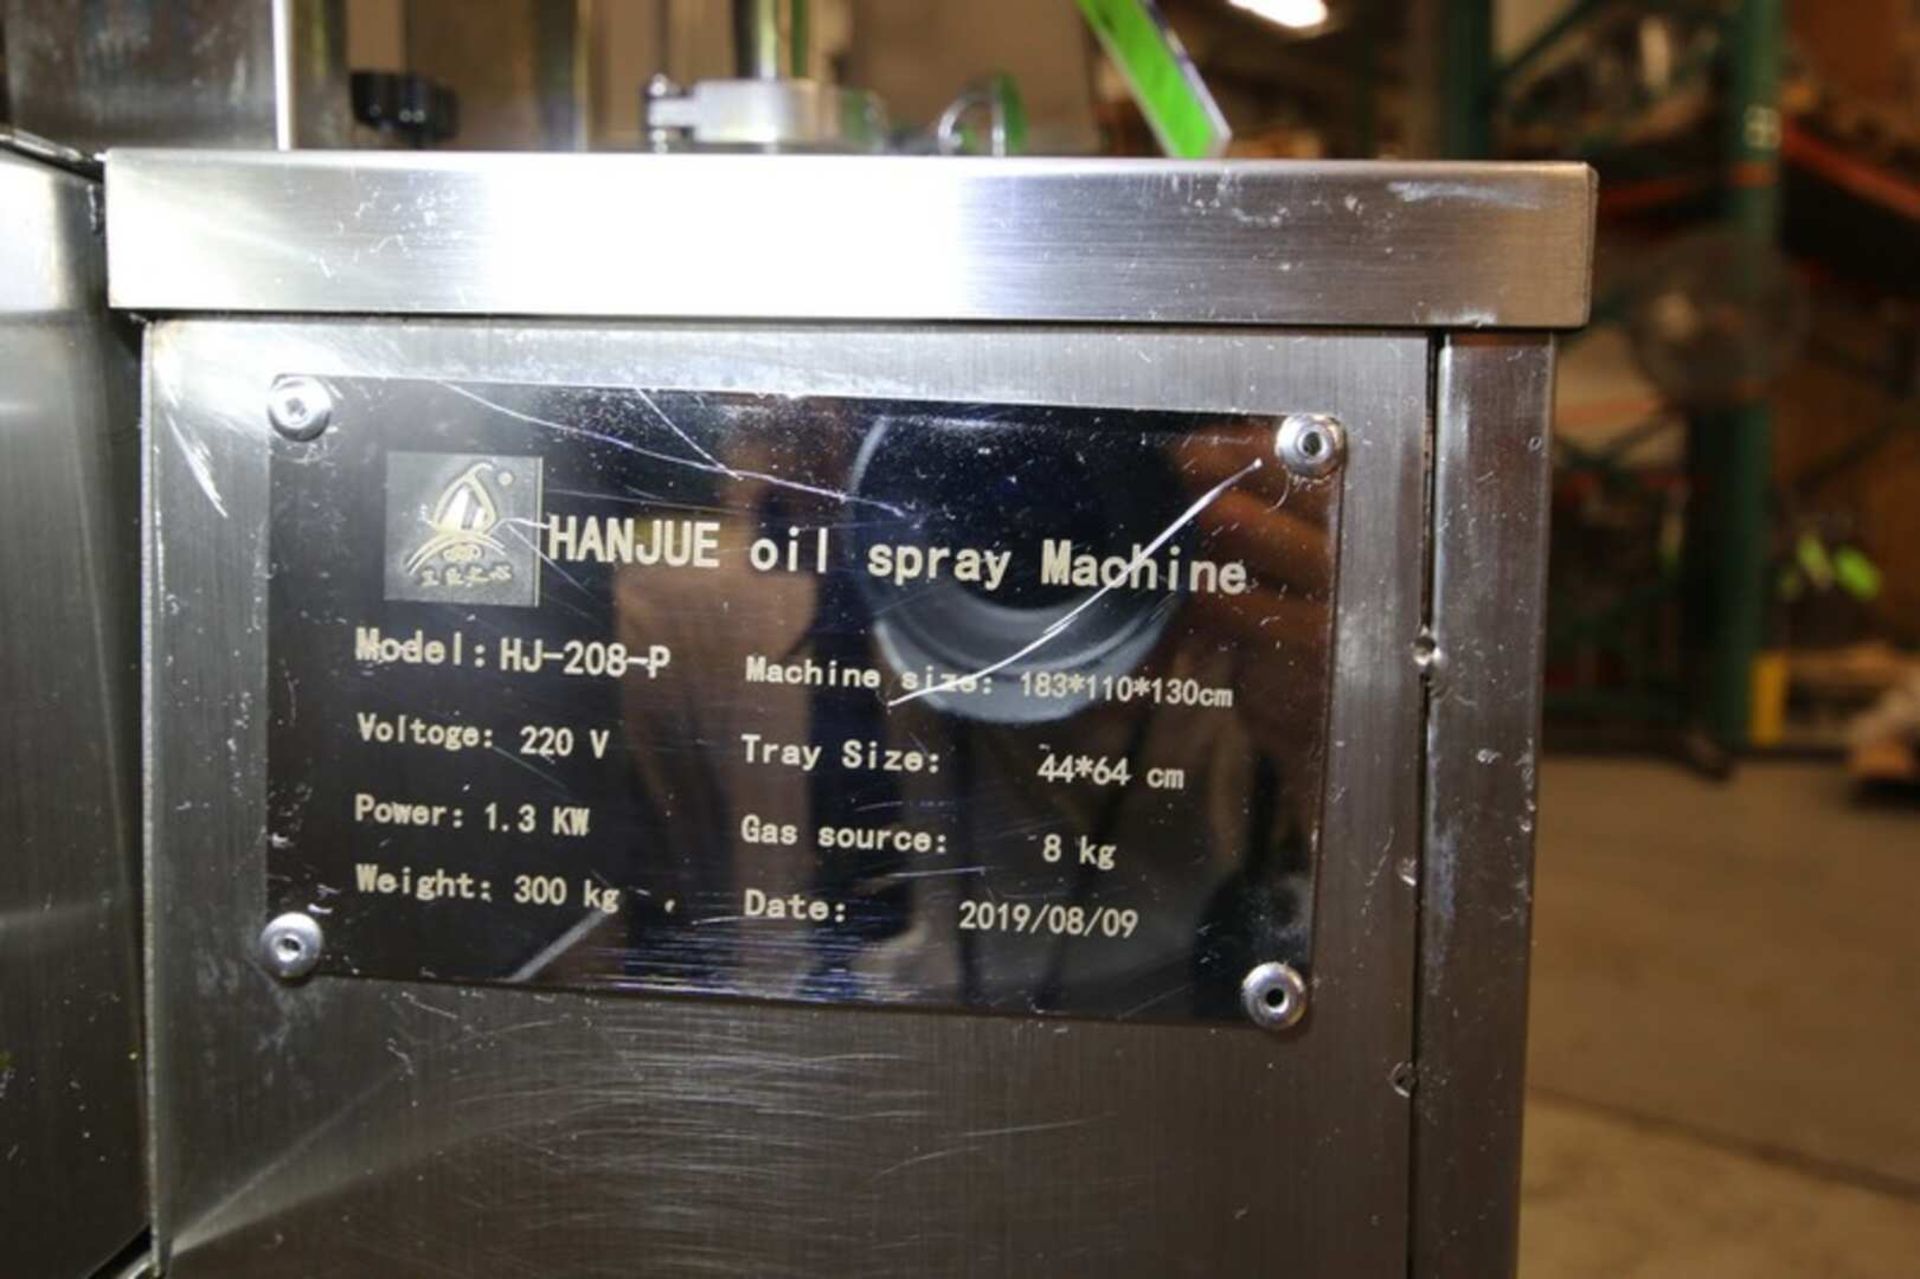 HANJUE oil spray Machine
Model: HJ-208-P
Machine size: 183*110*130cm
Voltoge: 220 V
Tray Size: 44*64 cm
Power: 1.3 KW
Gas source: 8 kg
Weight: 300 kg
Date: 2019/08/09